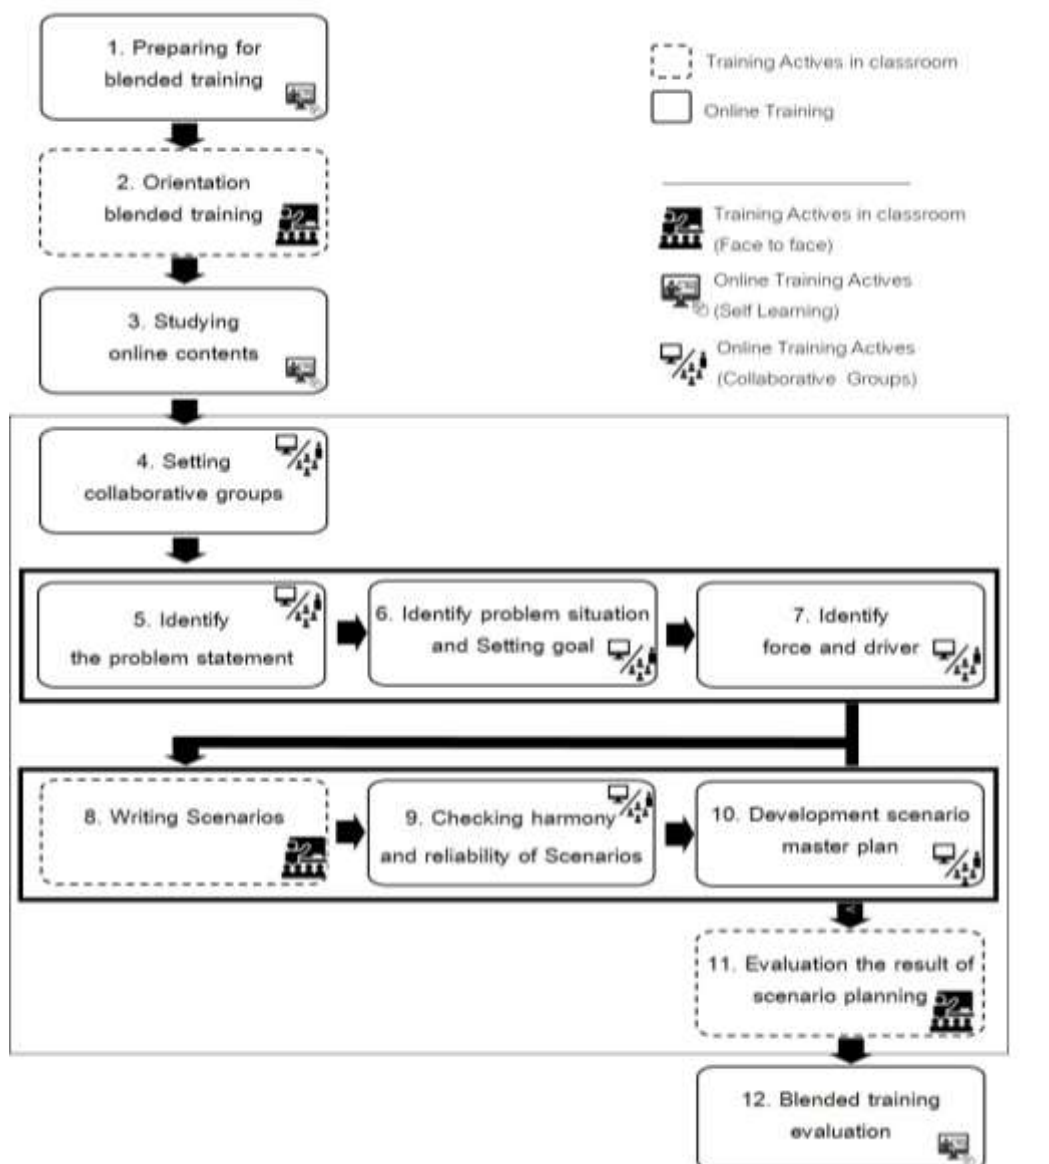 1. Preparing for
blended training
2. Orientation
blended training
3. Studying
online contents
4. Setting
collaborative groups
5. Identify
the problem statement
6. Identify problem situation
and Setting goal
7. Identify
force and driver
8. Writing Scenarios
9. Checking harmony
and reliability of Scenarios
10. Development scenario
master plan
11. Evaluation the result of
scenario planning
12. Blended training
evaluation
Training Actives in classroom
Online Training
Training Actives in classroom
(Face to face)
Online Training Actives
(Self Learning)
Online Training Actives
(Collaborative Groups)